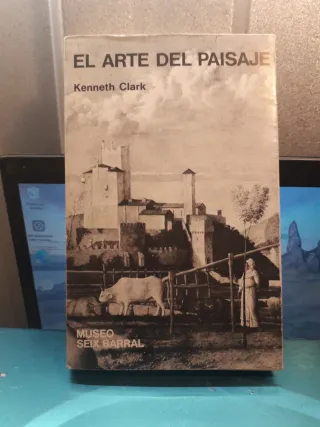 EL ARTE DEL PAISAJE
Kenneth Clark
MUSEO
SEIX BARRAL